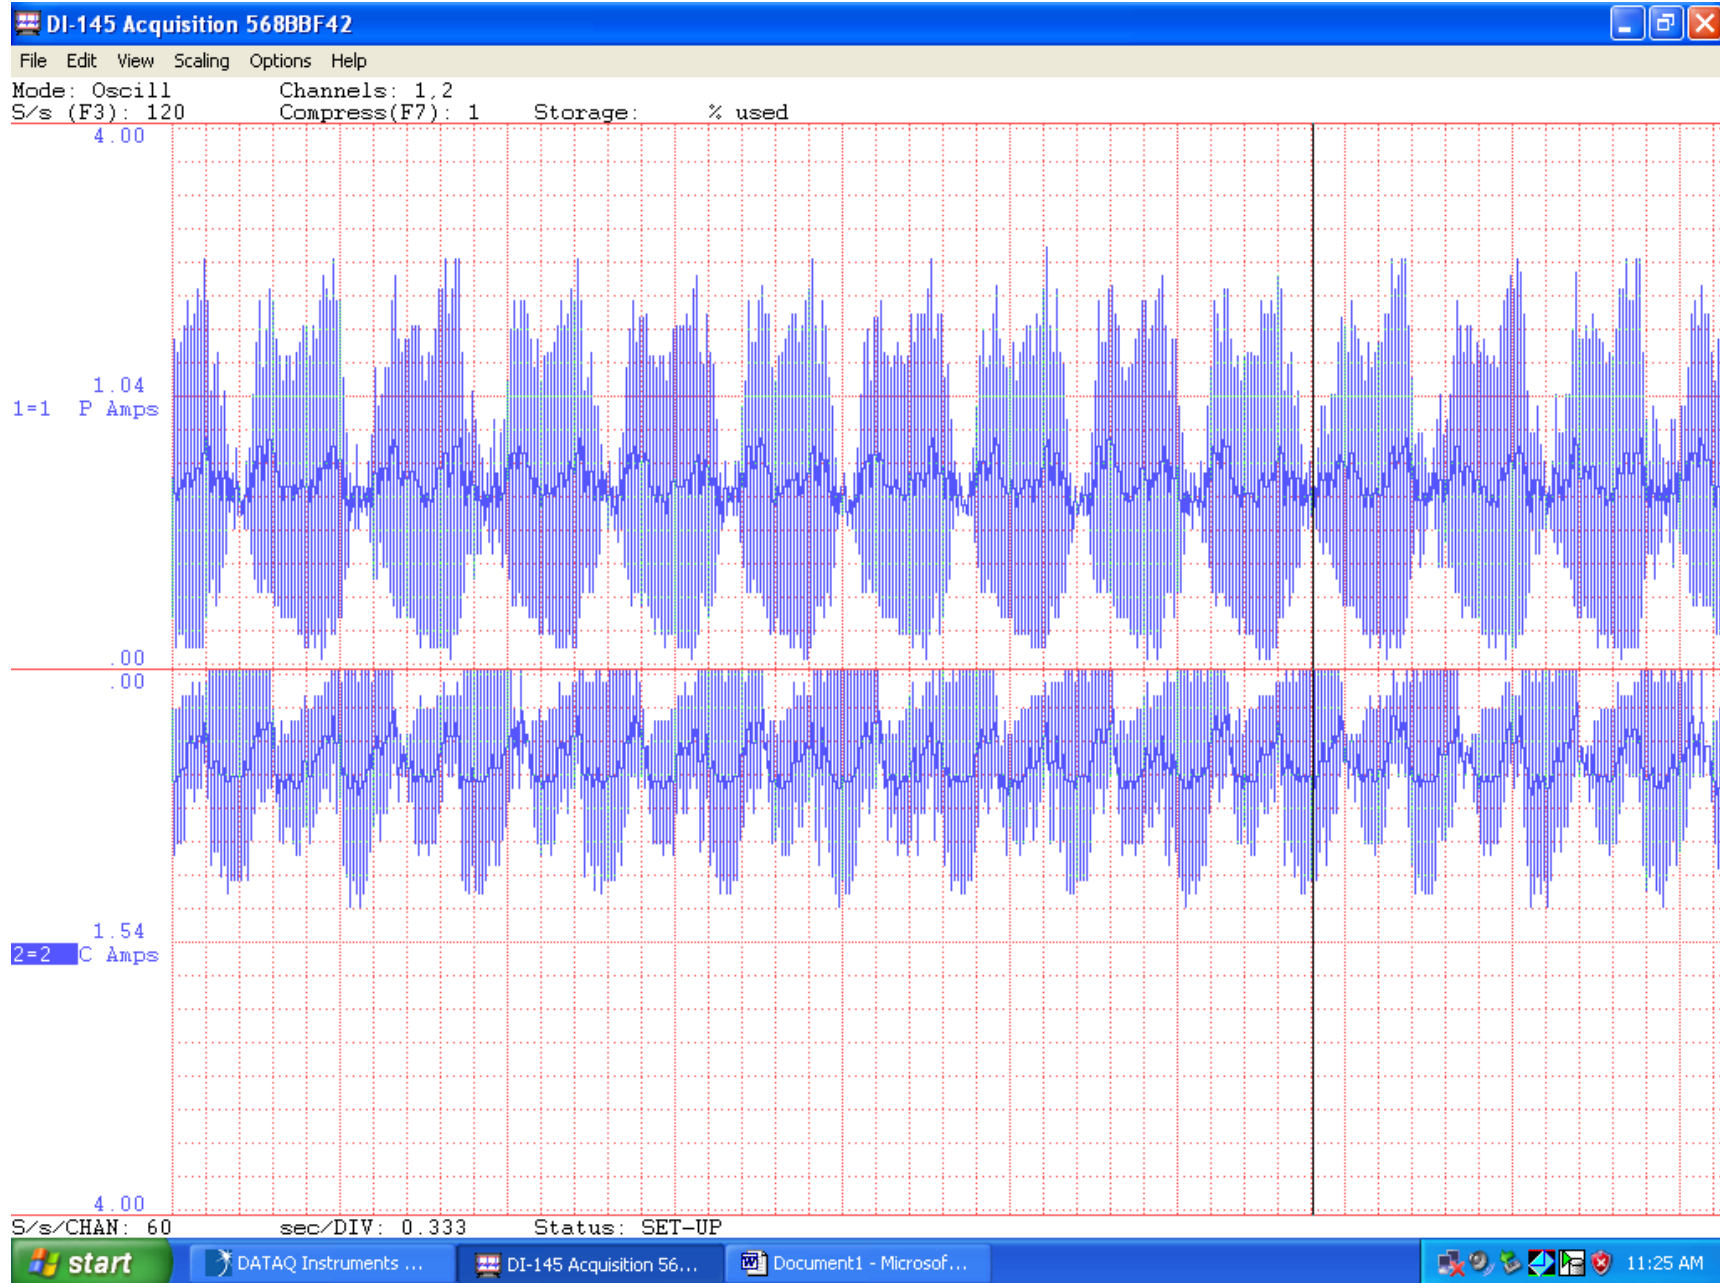 DI-145 Acquisition 568BBF42
File Edit View Scaling Options Help
Mode: Oscill Channels: 1,2
S/s (F3): 120 Compress(F7): 1 Storage: % used
4.00
1.04
1=1 P Amps
.00
.00
1.54
2=2 C Amps
4.00
S/s/CHAN: 60 sec/DIV: 0.333 Status: SET-UP
start DATAQ Instruments ... DI-145 Acquisition 56... Document1 - Microsof... 11:25 AM